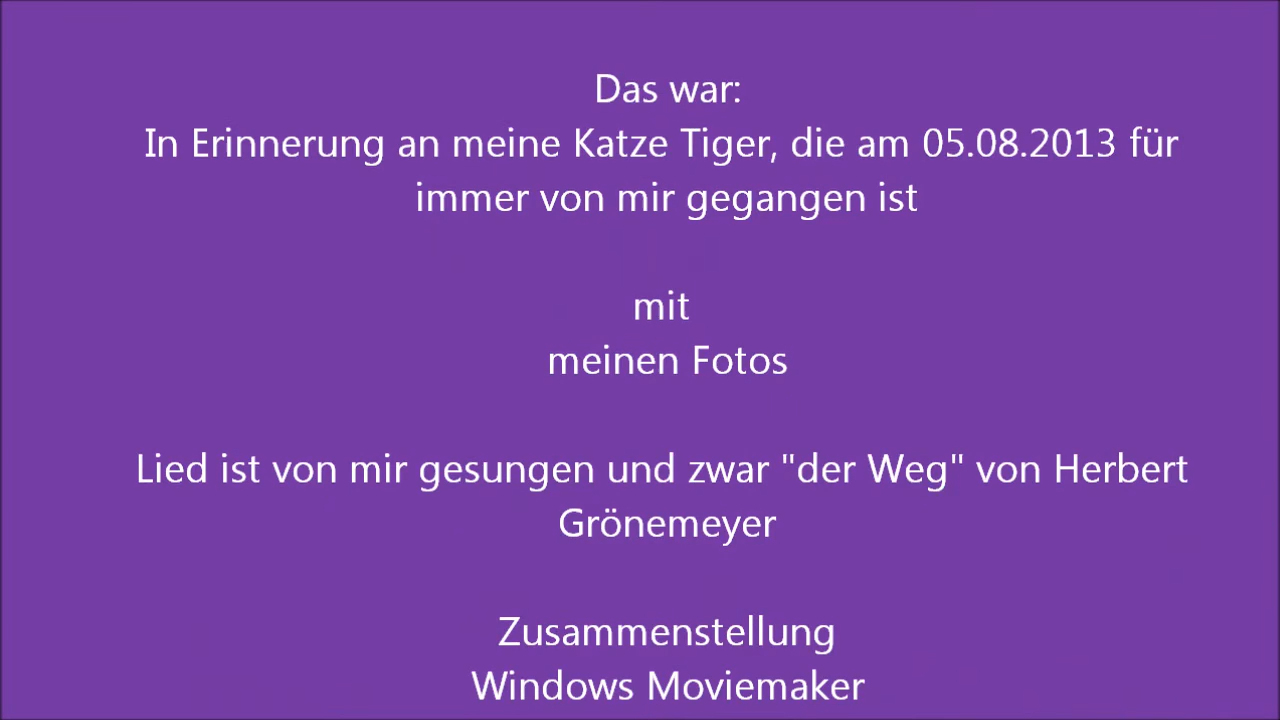 Das war:
In Erinnerung an meine Katze Tiger, die am 05.08.2013 für
immer von mir gegangen ist
mit
meinen Fotos
Lied ist von mir gesungen und zwar "der Weg" von Herbert
Grönemeyer
Zusammenstellung
Windows Moviemaker